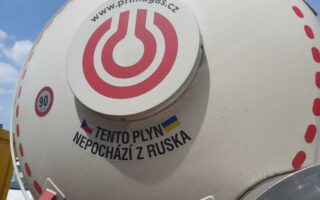 www.primagas.cz
90
TENTO PLYN
NEPOCHÁZÍ Z RUSKA